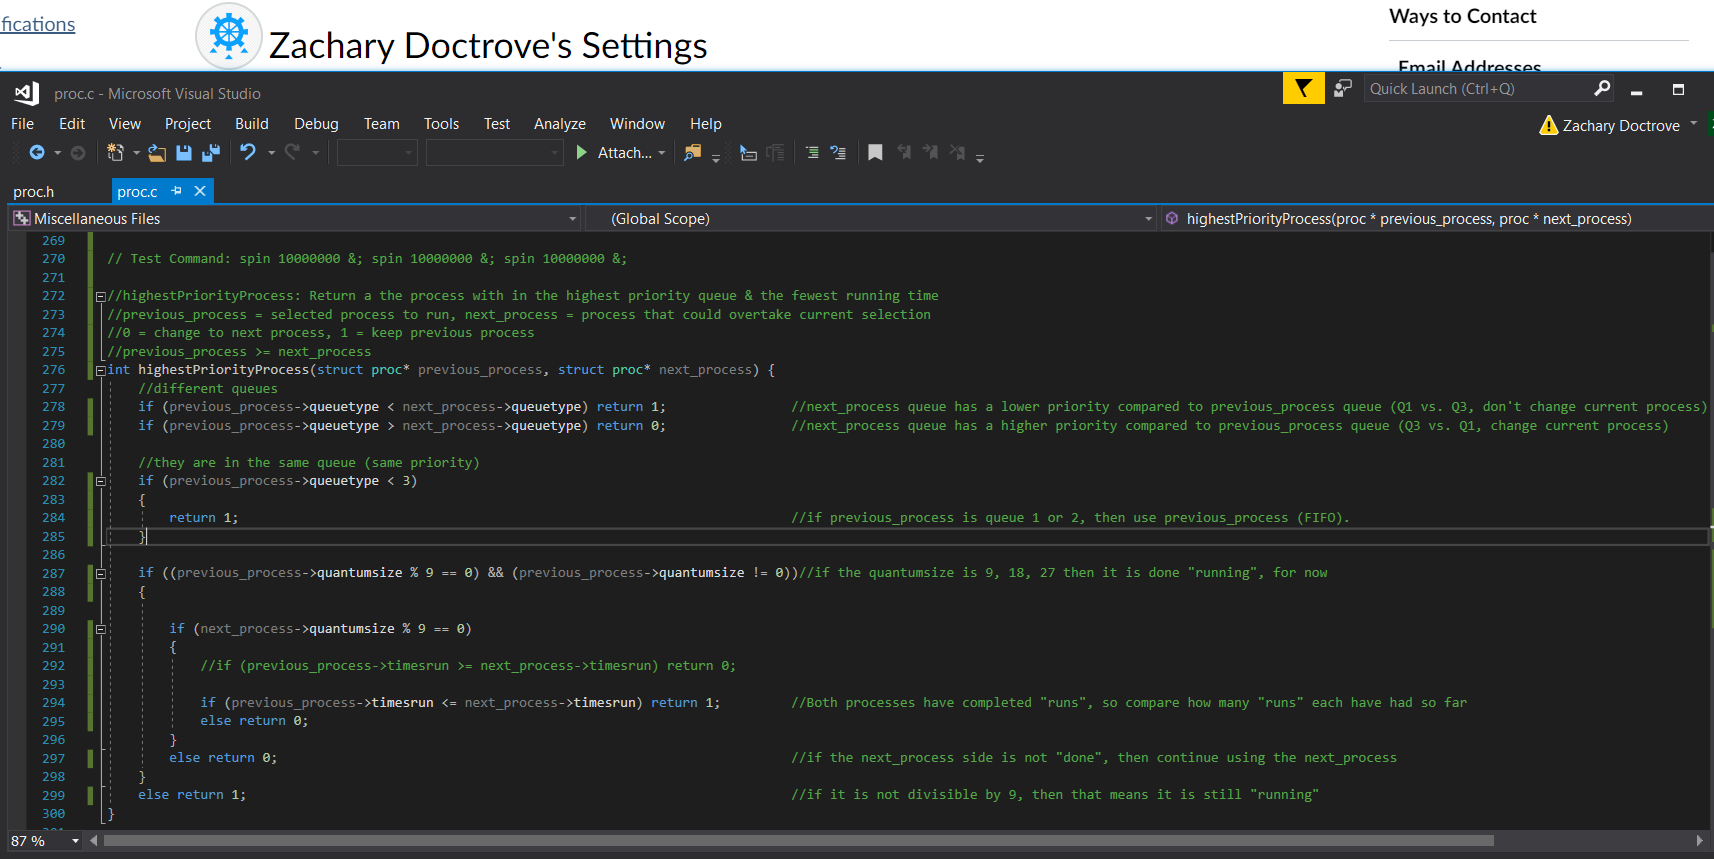 fications
Zachary Doctrove's Settings
Ways to Contact
Email Addresses
proc.c - Microsoft Visual Studio
Quick Launch (Ctrl+Q)
File Edit View Project Build Debug Team Tools Test Analyze Window Help
Zachary Doctrove
Attach...
proc.h proc.c
Miscellaneous Files (Global Scope) highestPriorityProcess(proc * previous_process, proc * next_process)
269
270 // Test Command: spin 10000000 &; spin 10000000 &; spin 10000000 &;
271
272 //highestPriorityProcess: Return a the process with in the highest priority queue & the fewest running time
273 //previous_process = selected process to run, next_process = process that could overtake current selection
274 //0 = change to next process, 1 = keep previous process
275 //previous_process >= next_process
276 int highestPriorityProcess(struct proc* previous_process, struct proc* next_process) {
277 //different queues
278 if (previous_process->queuetype < next_process->queuetype) return 1; //next_process queue has a lower priority compared to previous_process queue (Q1 vs. Q3, don't change current process)
279 if (previous_process->queuetype > next_process->queuetype) return 0; //next_process queue has a higher priority compared to previous_process queue (Q3 vs. Q1, change current process)
280
281 //they are in the same queue (same priority)
282 if (previous_process->queuetype < 3)
283 {
284 return 1; //if previous_process is queue 1 or 2, then use previous_process (FIFO).
285 }
286
287 if ((previous_process->quantumsize % 9 == 0) && (previous_process->quantumsize != 0))//if the quantumsize is 9, 18, 27 then it is done "running", for now
288 {
289
290 if (next_process->quantumsize % 9 == 0)
291 {
292 //if (previous_process->timesrun >= next_process->timesrun) return 0;
293
294 if (previous_process->timesrun <= next_process->timesrun) return 1; //Both processes have completed "runs", so compare how many "runs" each have had so far
295 else return 0;
296 }
297 else return 0; //if the next_process side is not "done", then continue using the next_process
298 }
299 else return 1; //if it is not divisible by 9, then that means it is still "running"
300 }
87 %